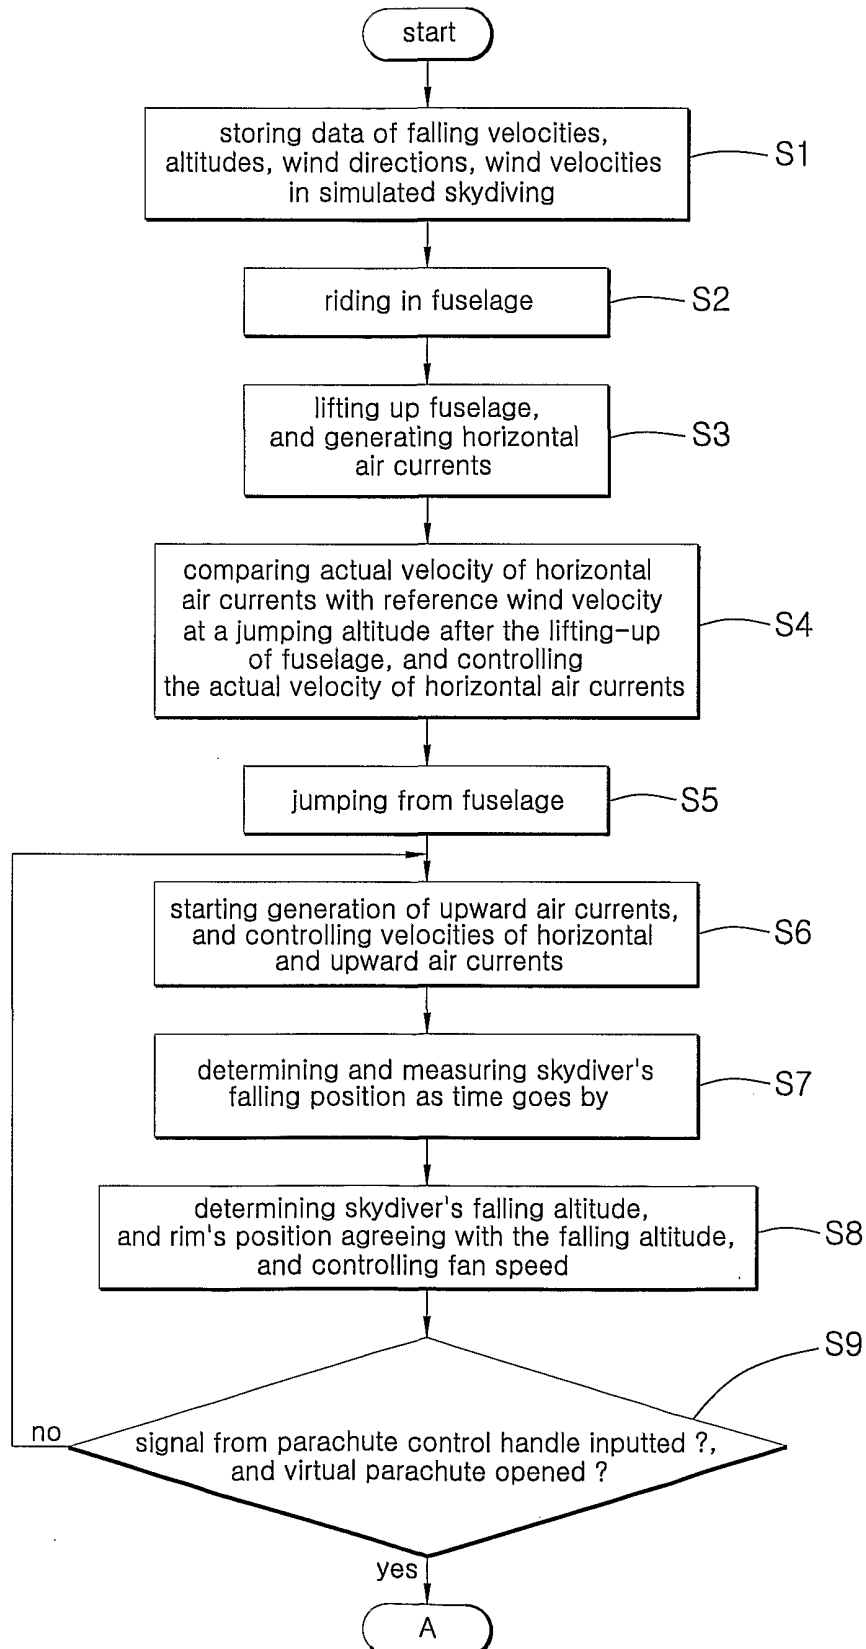 start
storing data of falling velocities,
altitudes, wind directions, wind velocities
in simulated skydiving
S1
riding in fuselage
S2
lifting up fuselage,
and generating horizontal
air currents
S3
comparing actual velocity of horizontal
air currents with reference wind velocity
at a jumping altitude after the lifting-up
of fuselage, and controlling
the actual velocity of horizontal air currents
S4
jumping from fuselage
S5
starting generation of upward air currents,
and controlling velocities of horizontal
and upward air currents
S6
determining and measuring skydiver's
falling position as time goes by
S7
determining skydiver's falling altitude,
and rim's position agreeing with the falling altitude,
and controlling fan speed
S8
S9
no
signal from parachute control handle inputted ?,
and virtual parachute opened ?
yes
A